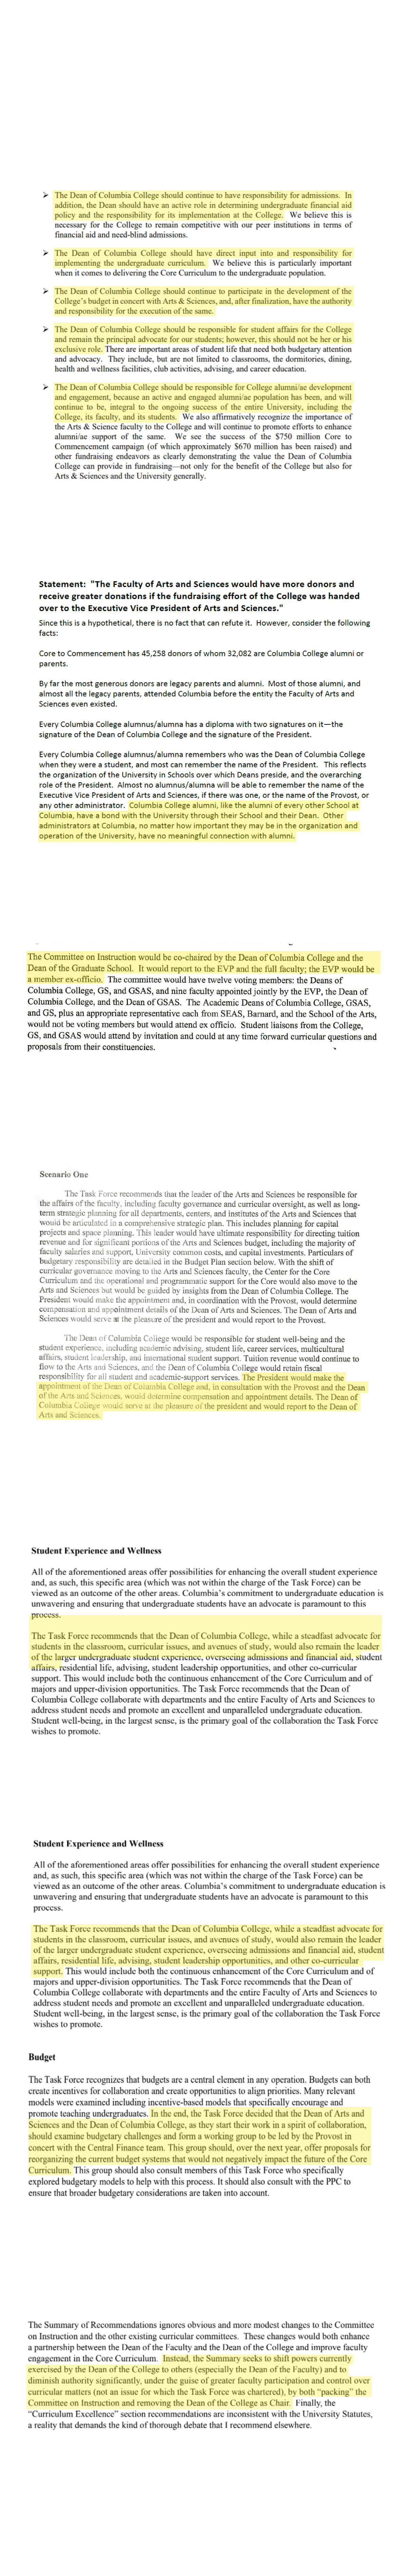 ➢ The Dean of Columbia College should continue to have responsibility for admissions. In
addition, the Dean should have an active role in determining undergraduate financial aid
policy and the responsibility for its implementation at the College. We believe this is
necessary for the College to remain competitive with our peer institutions in terms of
financial aid and need-blind admissions.
➢ The Dean of Columbia College should have direct input into and responsibility for
implementing the undergraduate curriculum. We believe this is particularly important
when it comes to delivering the Core Curriculum to the undergraduate population.
➢ The Dean of Columbia College should continue to participate in the development of the
College's budget in concert with Arts & Sciences, and, after finalization, have the authority
and responsibility for the execution of the same.
➢ The Dean of Columbia College should be responsible for student affairs for the College
and remain the principal advocate for our students; however, this should not be her or his
exclusive role. There are important areas of student life that need both budgetary attention
and advocacy. They include, but are not limited to classrooms, the dormitories, dining,
health and wellness facilities, club activities, advising, and career education.
➢ The Dean of Columbia College should be responsible for College alumni/ae development
and engagement, because an active and engaged alumni/ae population has been, and will
continue to be, integral to the ongoing success of the entire University, including the
College, its faculty, and its students. We also affirmatively recognize the importance of
the Arts & Science faculty to the College and will continue to promote efforts to enhance
alumni/ae support of the same. We see the success of the $750 million Core to
Commencement campaign (of which approximately $670 million has been raised) and
other fundraising endeavors as clearly demonstrating the value the Dean of Columbia
College can provide in fundraising—not only for the benefit of the College but also for
Arts & Sciences and the University generally.
Statement: "The Faculty of Arts and Sciences would have more donors and
receive greater donations if the fundraising effort of the College was handed
over to the Executive Vice President of Arts and Sciences."
Since this is a hypothetical, there is no fact that can refute it. However, consider the following
facts:
Core to Commencement has 45,258 donors of whom 32,082 are Columbia College alumni or
parents.
By far the most generous donors are legacy parents and alumni. Most of those alumni, and
almost all the legacy parents, attended Columbia before the entity the Faculty of Arts and
Sciences even existed.
Every Columbia College alumnus/alumna has a diploma with two signatures on it—the
signature of the Dean of Columbia College and the signature of the President.
Every Columbia College alumnus/alumna remembers who was the Dean of Columbia College
when they were a student, and most can remember the name of the President. This reflects
the organization of the University in Schools over which Deans preside, and the overarching
role of the President. Almost no alumnus/alumna will be able to remember the name of the
Executive Vice President of Arts and Sciences, if there was one, or the name of the Provost, or
any other administrator. Columbia College alumni, like the alumni of every other School at
Columbia, have a bond with the University through their School and their Dean. Other
administrators at Columbia, no matter how important they may be in the organization and
operation of the University, have no meaningful connection with alumni.
The Committee on Instruction would be co-chaired by the Dean of Columbia College and the
Dean of the Graduate School. It would report to the EVP and the full faculty; the EVP would be
a member ex-officio. The committee would have twelve voting members: the Deans of
Columbia College, GS, and GSAS, and nine faculty appointed jointly by the EVP, the Dean of
Columbia College, and the Dean of GSAS. The Academic Deans of Columbia College, GSAS,
and GS, plus an appropriate representative each from SEAS, Barnard, and the School of the Arts,
would not be voting members but would attend ex officio. Student liaisons from the College,
GS, and GSAS would attend by invitation and could at any time forward curricular questions and
proposals from their constituencies.
Scenario One
The Task Force recommends that the leader of the Arts and Sciences be responsible for
the affairs of the faculty, including faculty governance and curricular oversight, as well as long-
term strategic planning for all departments, centers, and institutes of the Arts and Sciences that
would be articulated in a comprehensive strategic plan. This includes planning for capital
projects and space planning. This leader would have ultimate responsibility for directing tuition
revenue and for significant portions of the Arts and Sciences budget, including the majority of
faculty salaries and support, University common costs, and capital investments. Particulars of
budgetary responsibility are detailed in the Budget Plan section below. With the shift of
curricular governance moving to the Arts and Sciences faculty, the Center for the Core
Curriculum and the operational and programmatic support for the Core would also move to the
Arts and Sciences but would be guided by insights from the Dean of Columbia College. The
President would make the appointment and, in coordination with the Provost, would determine
compensation and appointment details of the Dean of Arts and Sciences. The Dean of Arts and
Sciences would serve at the pleasure of the president and would report to the Provost.
The Dean of Columbia College would be responsible for student well-being and the
student experience, including academic advising, student life, career services, multicultural
affairs, student leadership, and international student support. Tuition revenue would continue to
flow to the Arts and Sciences, and the Dean of Columbia College would retain fiscal
responsibility for all student and academic-support services. The President would make the
appointment of the Dean of Columbia College and, in consultation with the Provost and the Dean
of the Arts and Sciences, would determine compensation and appointment details. The Dean of
Columbia College would serve at the pleasure of the president and would report to the Dean of
Arts and Sciences.
Student Experience and Wellness
All of the aforementioned areas offer possibilities for enhancing the overall student experience
and, as such, this specific area (which was not within the charge of the Task Force) can be
viewed as an outcome of the other areas. Columbia's commitment to undergraduate education is
unwavering and ensuring that undergraduate students have an advocate is paramount to this
process.
The Task Force recommends that the Dean of Columbia College, while a steadfast advocate for
students in the classroom, curricular issues, and avenues of study, would also remain the leader
of the larger undergraduate student experience, overseeing admissions and financial aid, student
affairs, residential life, advising, student leadership opportunities, and other co-curricular
support. This would include both the continuous enhancement of the Core Curriculum and of
majors and upper-division opportunities. The Task Force recommends that the Dean of
Columbia College collaborate with departments and the entire Faculty of Arts and Sciences to
address student needs and promote an excellent and unparalleled undergraduate education.
Student well-being, in the largest sense, is the primary goal of the collaboration the Task Force
wishes to promote.
Student Experience and Wellness
All of the aforementioned areas offer possibilities for enhancing the overall student experience
and, as such, this specific area (which was not within the charge of the Task Force) can be
viewed as an outcome of the other areas. Columbia's commitment to undergraduate education is
unwavering and ensuring that undergraduate students have an advocate is paramount to this
process.
The Task Force recommends that the Dean of Columbia College, while a steadfast advocate for
students in the classroom, curricular issues, and avenues of study, would also remain the leader
of the larger undergraduate student experience, overseeing admissions and financial aid, student
affairs, residential life, advising, student leadership opportunities, and other co-curricular
support. This would include both the continuous enhancement of the Core Curriculum and of
majors and upper-division opportunities. The Task Force recommends that the Dean of
Columbia College collaborate with departments and the entire Faculty of Arts and Sciences to
address student needs and promote an excellent and unparalleled undergraduate education.
Student well-being, in the largest sense, is the primary goal of the collaboration the Task Force
wishes to promote.
Budget
The Task Force recognizes that budgets are a central element in any operation. Budgets can both
create incentives for collaboration and create opportunities to align priorities. Many relevant
models were examined including incentive-based models that specifically encourage and
promote teaching undergraduates. In the end, the Task Force decided that the Dean of Arts and
Sciences and the Dean of Columbia College, as they start their work in a spirit of collaboration,
should examine budgetary challenges and form a working group to be led by the Provost in
concert with the Central Finance team. This group should, over the next year, offer proposals for
reorganizing the current budget systems that would not negatively impact the future of the Core
Curriculum. This group should also consult members of this Task Force who specifically
explored budgetary models to help with this process. It should also consult with the PPC to
ensure that broader budgetary considerations are taken into account.
The Summary of Recommendations ignores obvious and more modest changes to the Committee
on Instruction and the other existing curricular committees. These changes would both enhance
a partnership between the Dean of the Faculty and the Dean of the College and improve faculty
engagement in the Core Curriculum. Instead, the Summary seeks to shift powers currently
exercised by the Dean of the College to others (especially the Dean of the Faculty) and to
diminish authority significantly, under the guise of greater faculty participation and control over
curricular matters (not an issue for which the Task Force was chartered), by both "packing" the
Committee on Instruction and removing the Dean of the College as Chair. Finally, the
"Curriculum Excellence" section recommendations are inconsistent with the University Statutes,
a reality that demands the kind of thorough debate that I recommend elsewhere.